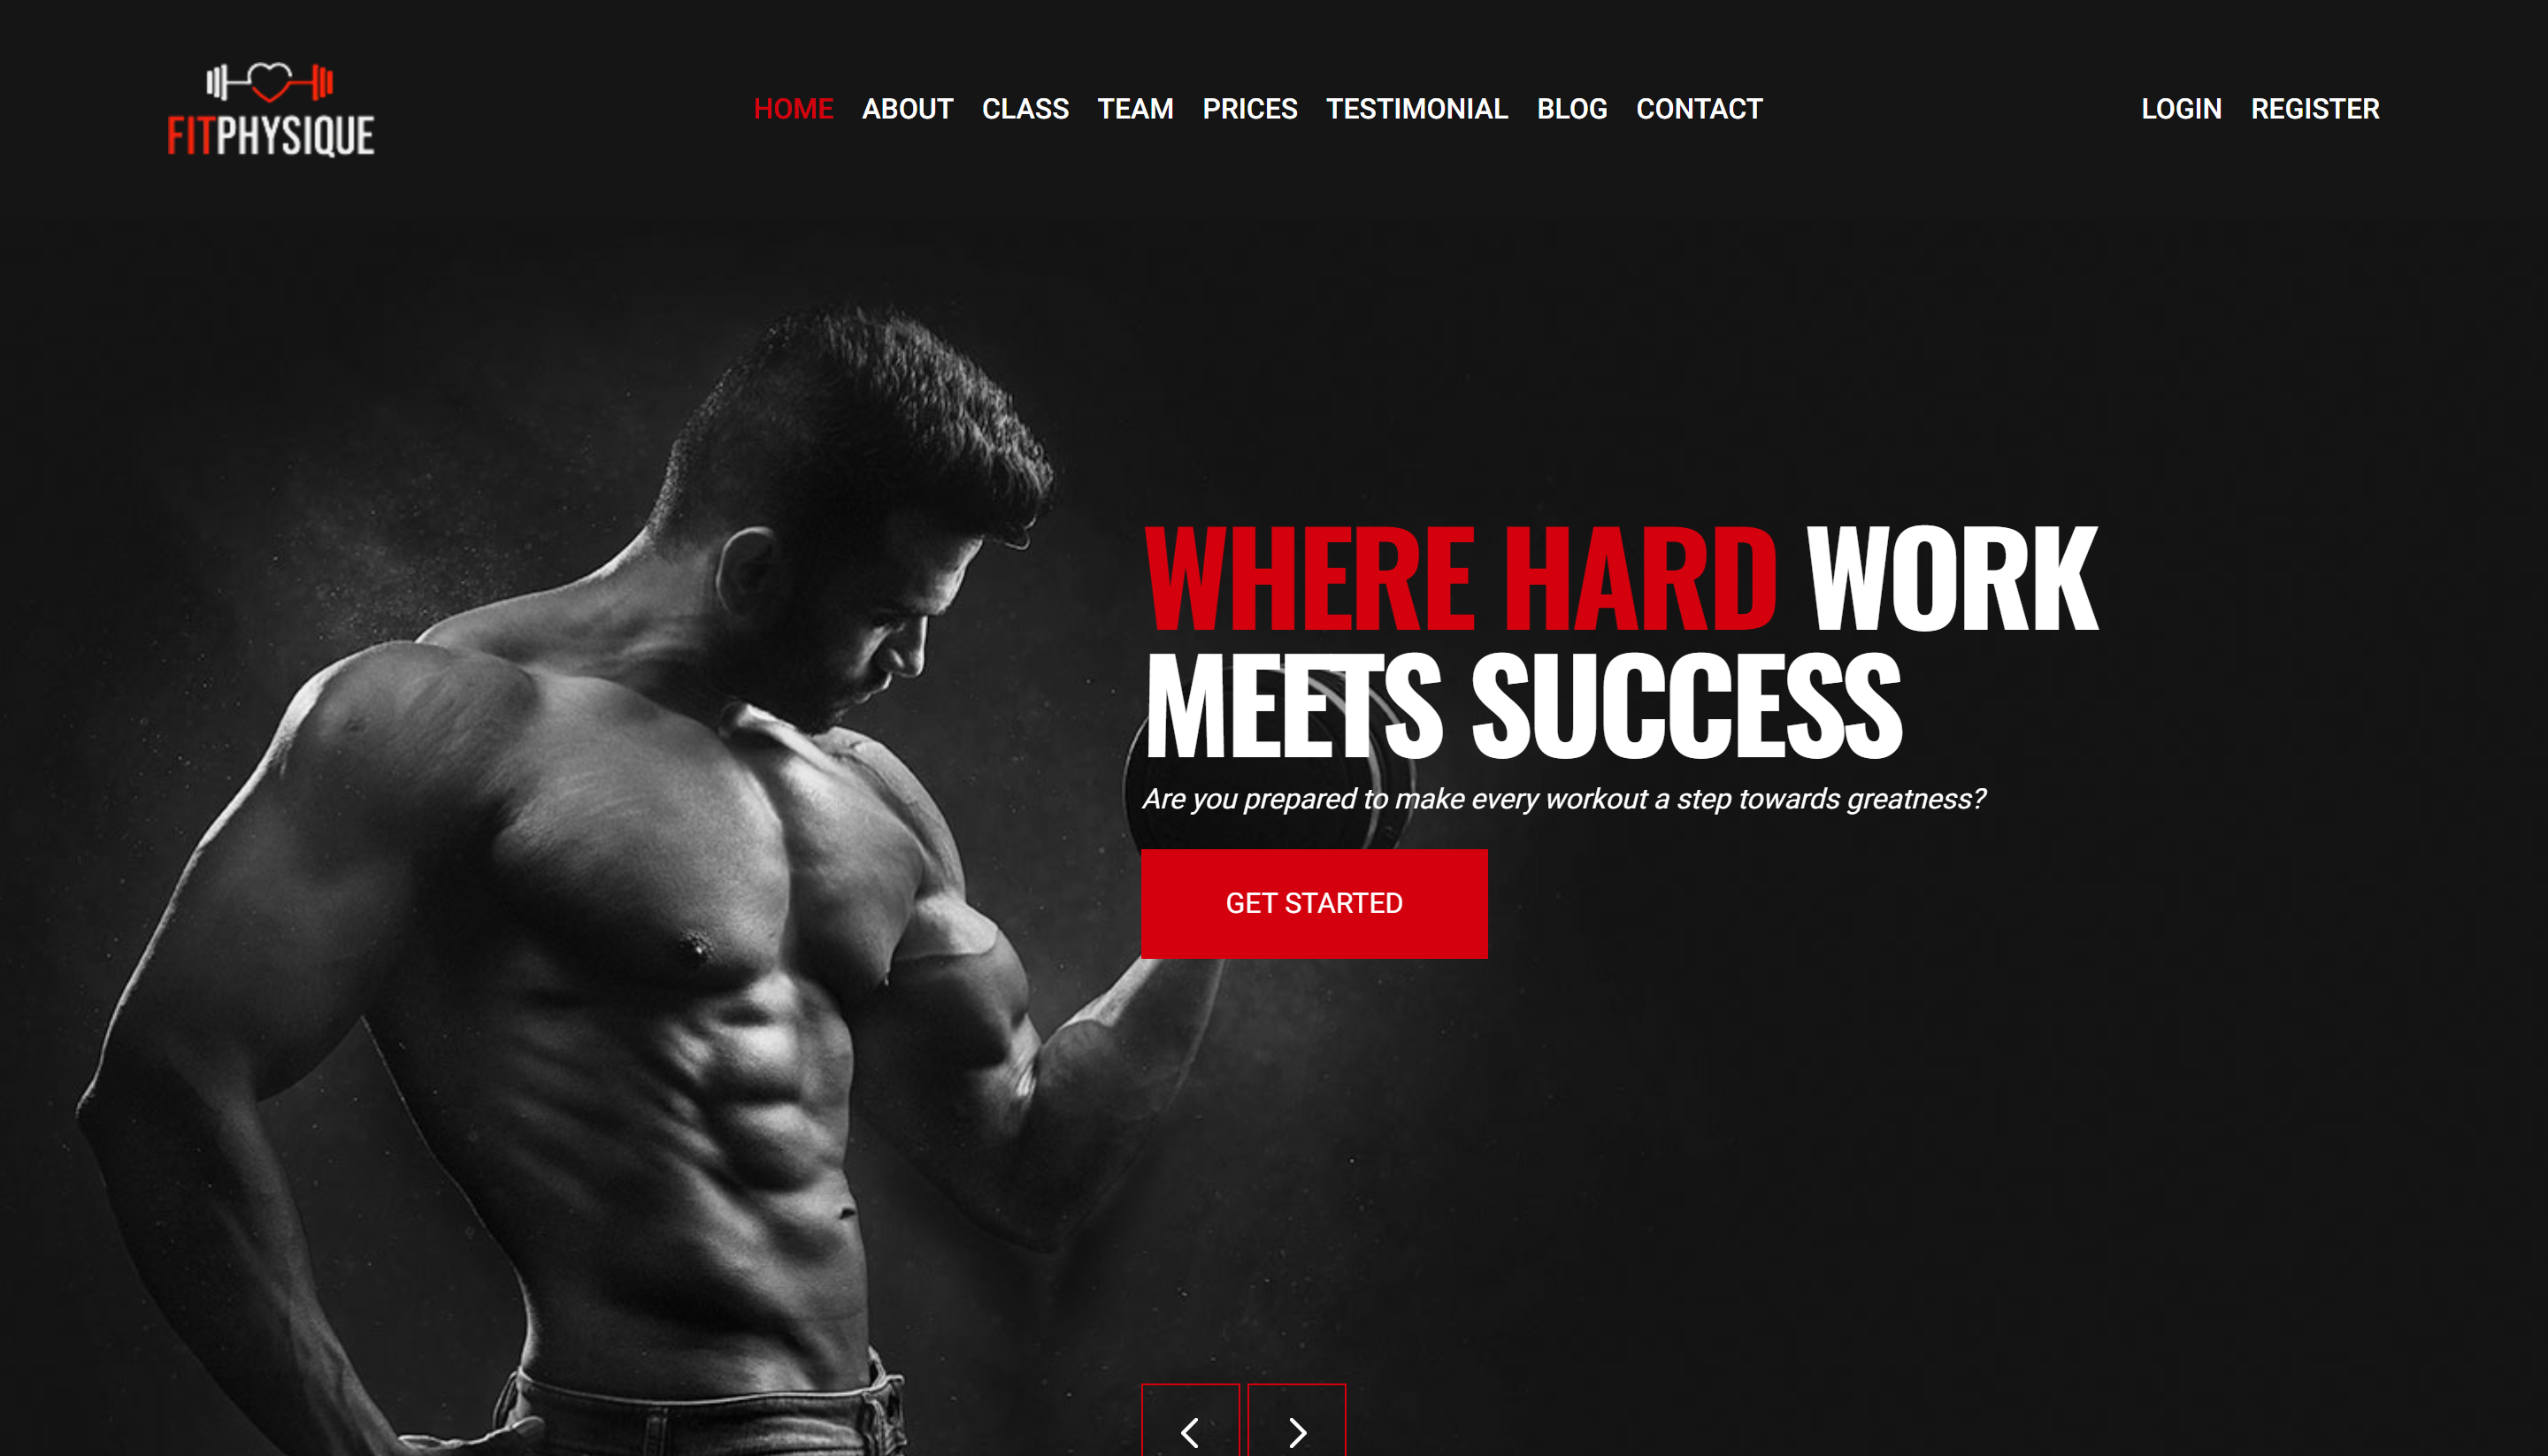 FITPHYSIQUE
HOME ABOUT CLASS TEAM PRICES TESTIMONIAL BLOG CONTACT
LOGIN REGISTER
WHERE HARD WORK
MEETS SUCCESS
Are you prepared to make every workout a step towards greatness?
GET STARTED